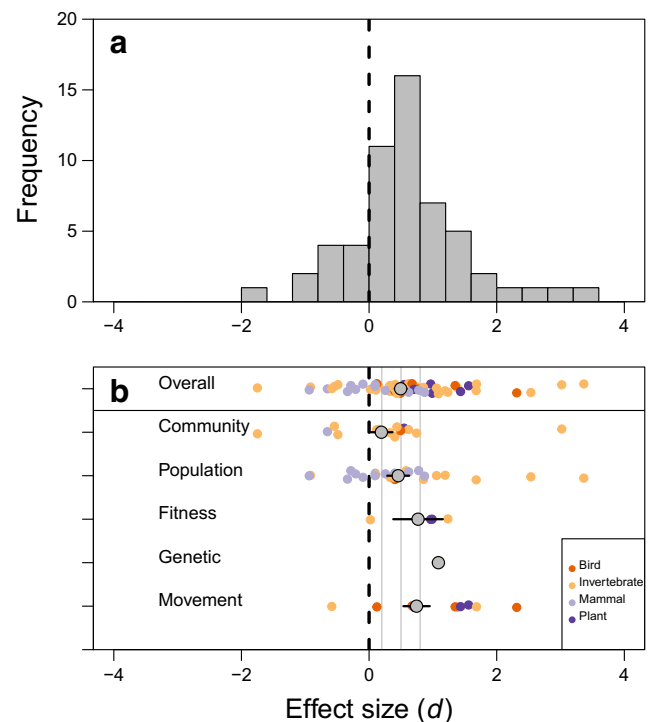 a
Frequency
20
15
10
5
0
−4 −2 0 2 4
b
Overall
Community
Population
Fitness
Genetic
Movement
Bird
Invertebrate
Mammal
Plant
−4 −2 0 2 4
Effect size (d)